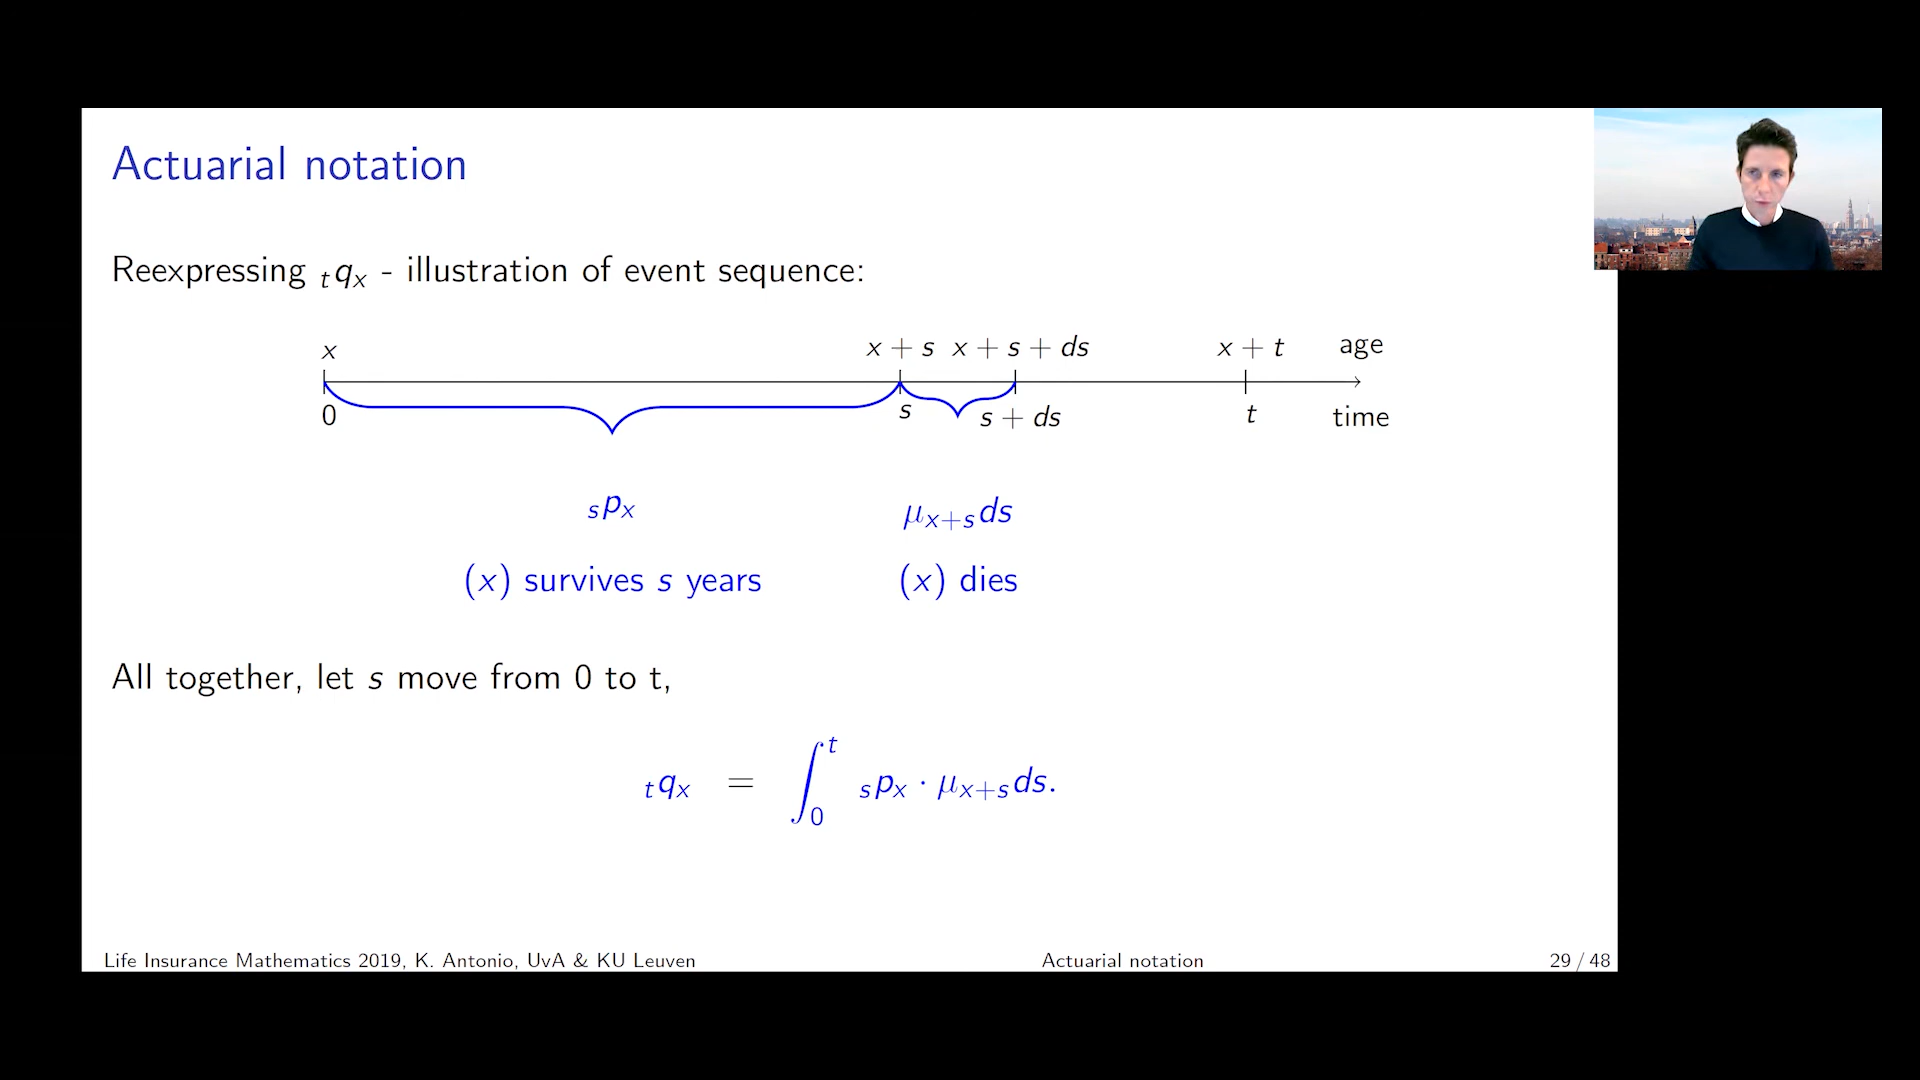 Actuarial notation
Reexpressing ₜqₓ - illustration of event sequence:
x x + s x + s + ds x + t age
0 s s + ds t time
ₛpₓ μₓ₊ₛds
(x) survives s years (x) dies
All together, let s move from 0 to t,
ₜqₓ = ∫₀ᵗ ₛpₓ · μₓ₊ₛds.
Life Insurance Mathematics 2019, K. Antonio, UvA & KU Leuven Actuarial notation 29 / 48